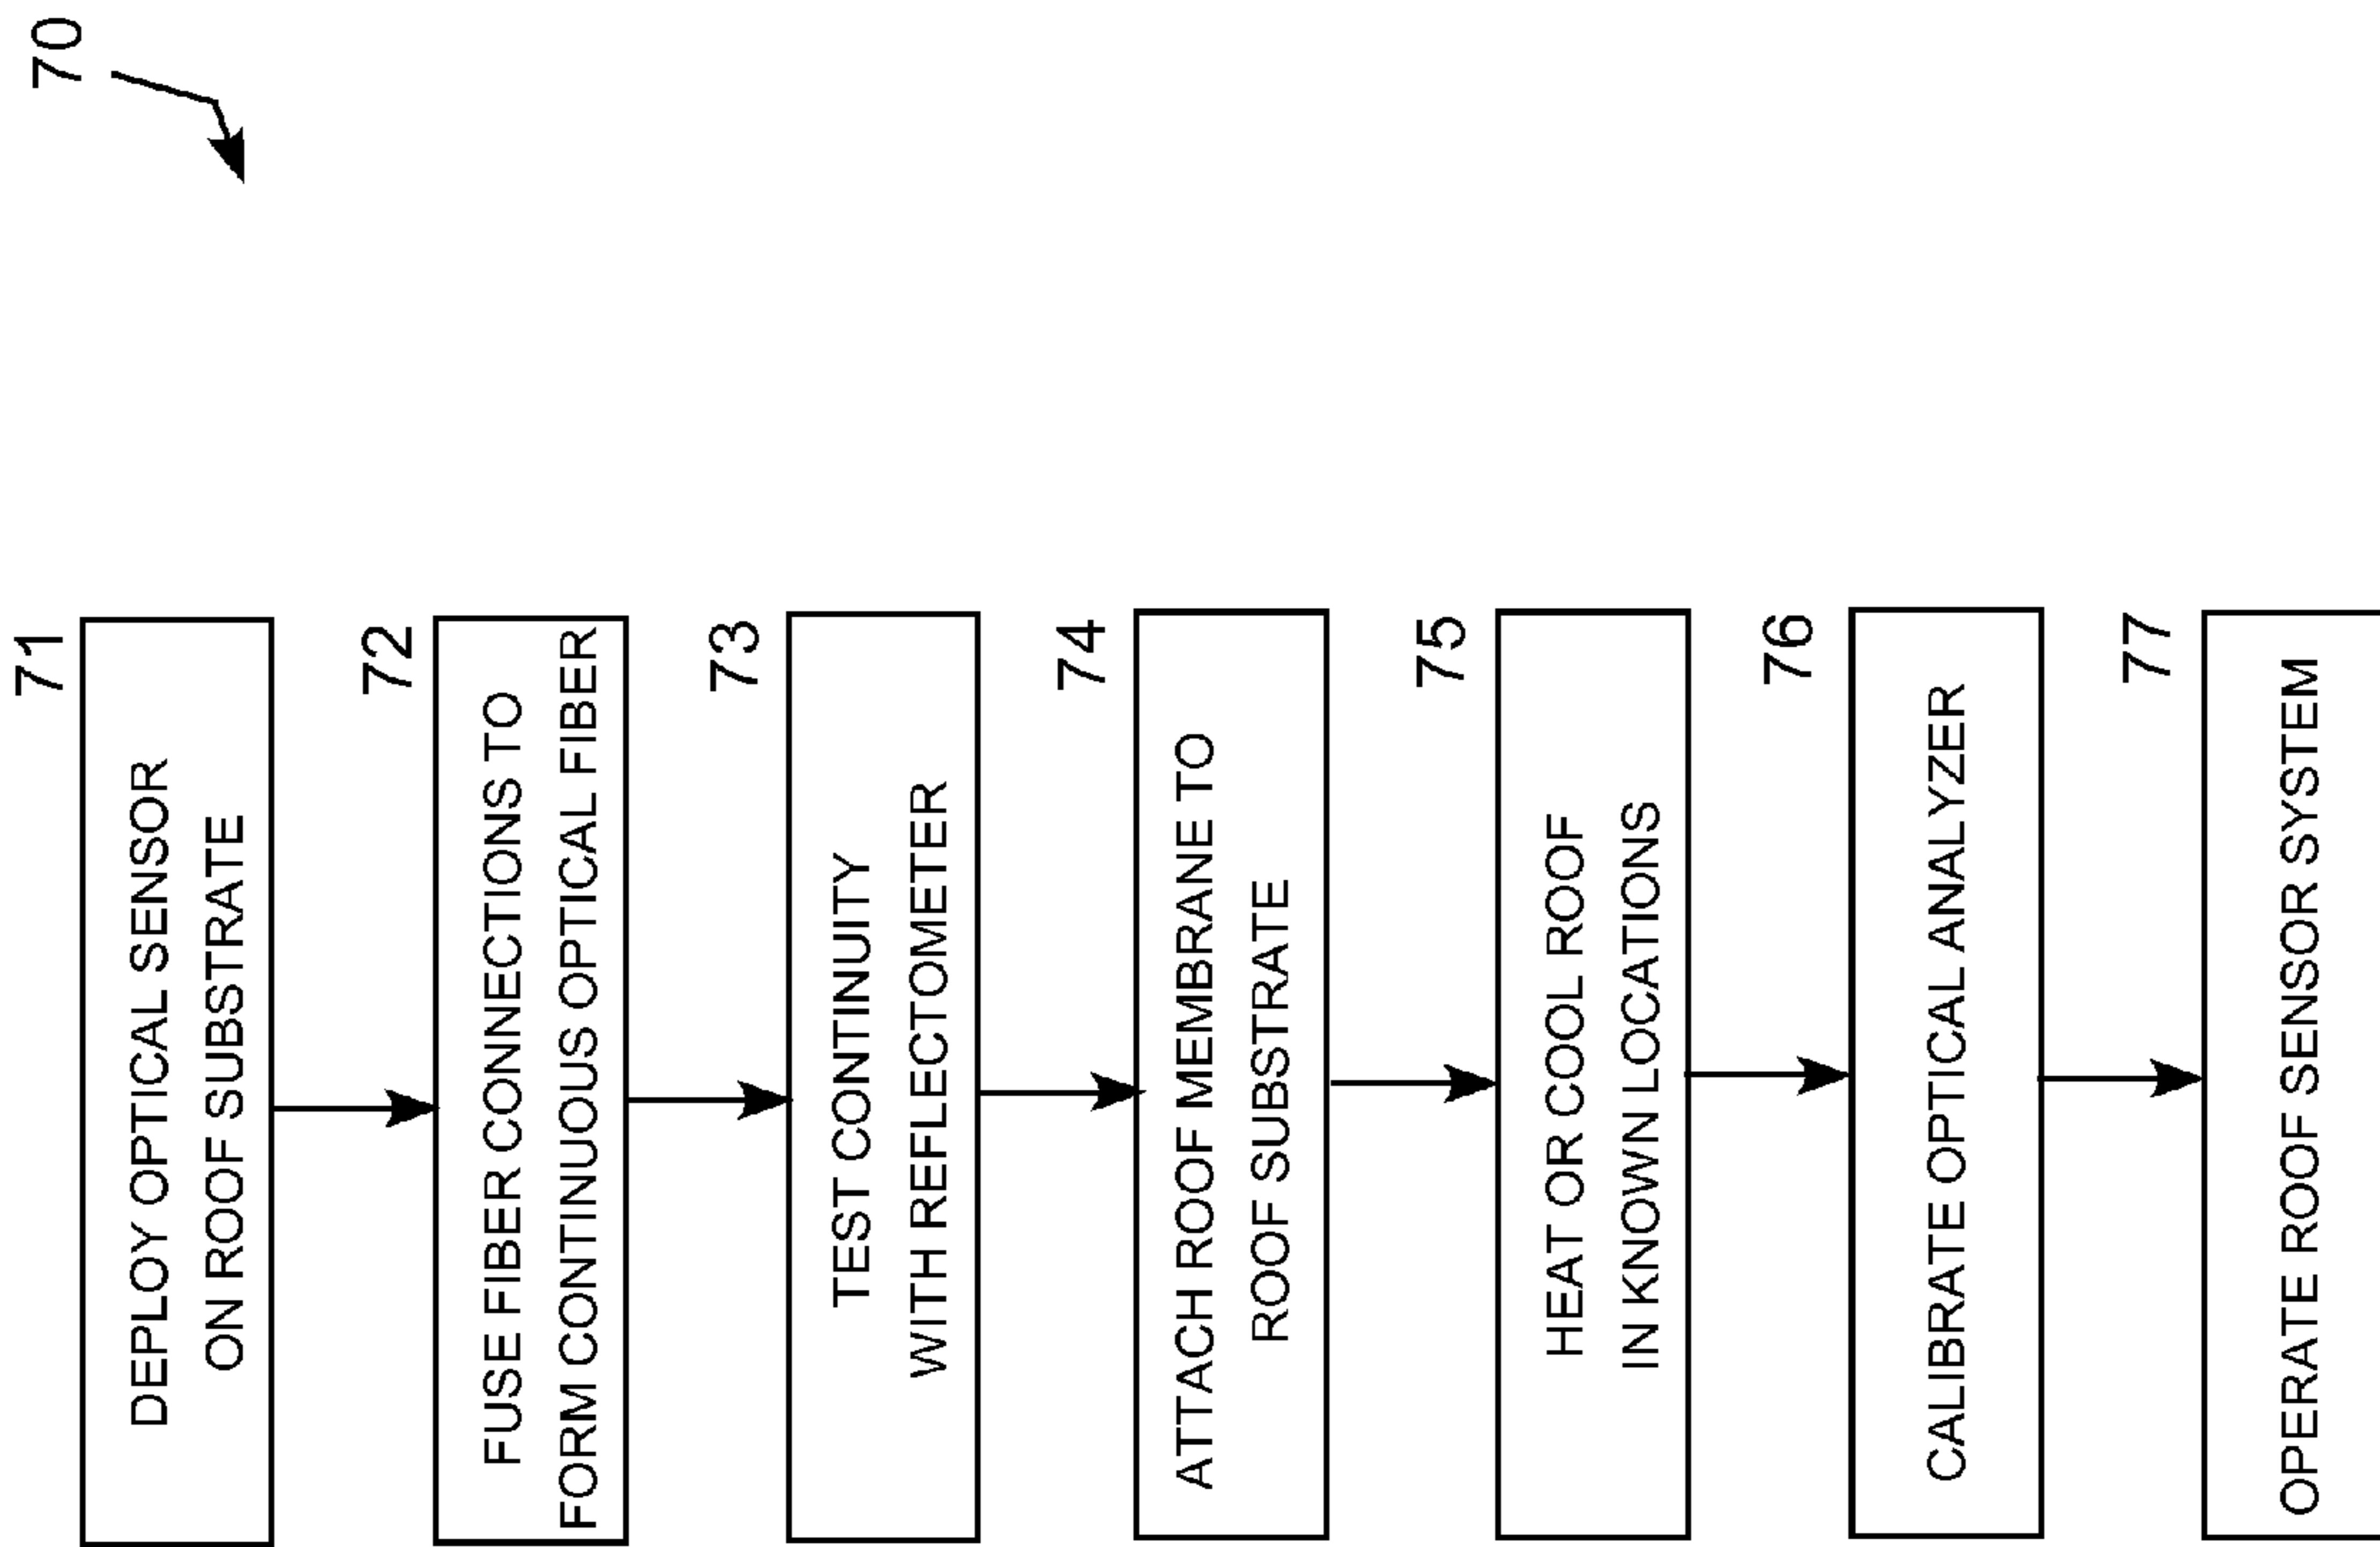 70
71
DEPLOY OPTICAL SENSOR
ON ROOF SUBSTRATE
72
FUSE FIBER CONNECTIONS TO
FORM CONTINUOUS OPTICAL FIBER
73
TEST CONTINUITY
WITH REFLECTOMETER
74
ATTACH ROOF MEMBRANE TO
ROOF SUBSTRATE
75
HEAT OR COOL ROOF
IN KNOWN LOCATIONS
76
CALIBRATE OPTICAL ANALYZER
77
OPERATE ROOF SENSOR SYSTEM